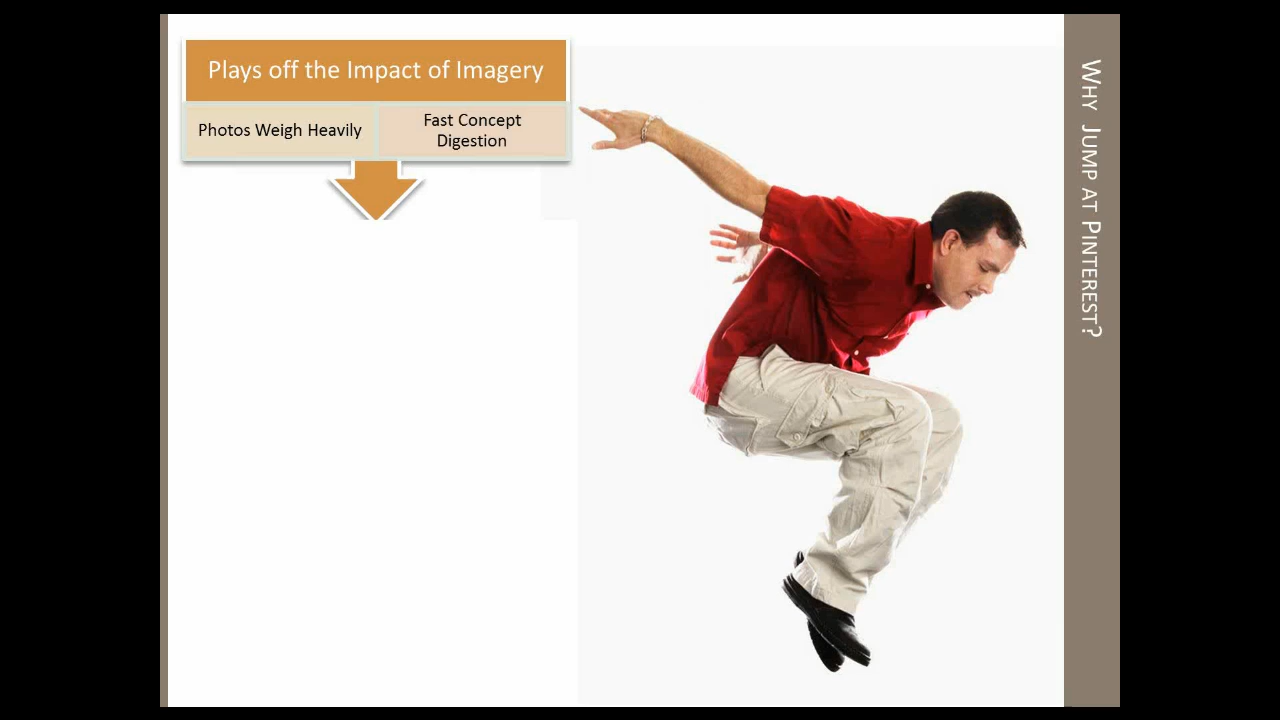 Plays off the Impact of Imagery
Photos Weigh Heavily
Fast Concept
Digestion
WHY JUMP AT PINTEREST?